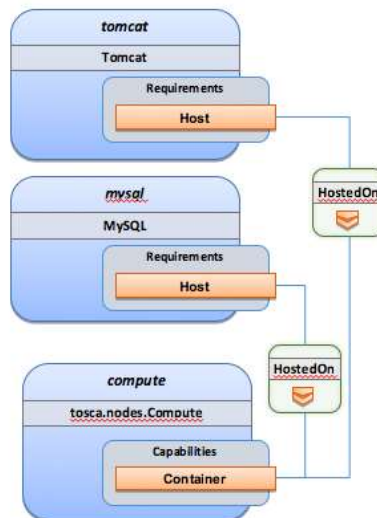 tomcat
Tomcat
Requirements
Host
HostedOn
mysql
MySQL
Requirements
Host
HostedOn
compute
tosca.nodes.Compute
Capabilities
Container